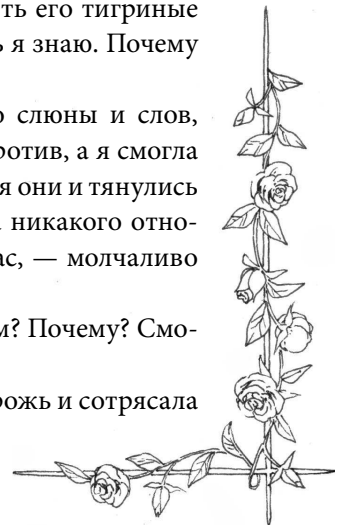 ть его тигриные
ь я знаю. Почему
о слюны и слов,
ротив, а я смогла
я они и тянулись
а никакого отно-
ас, — молчаливо
м? Почему? Смо-
рожь и сотрясала